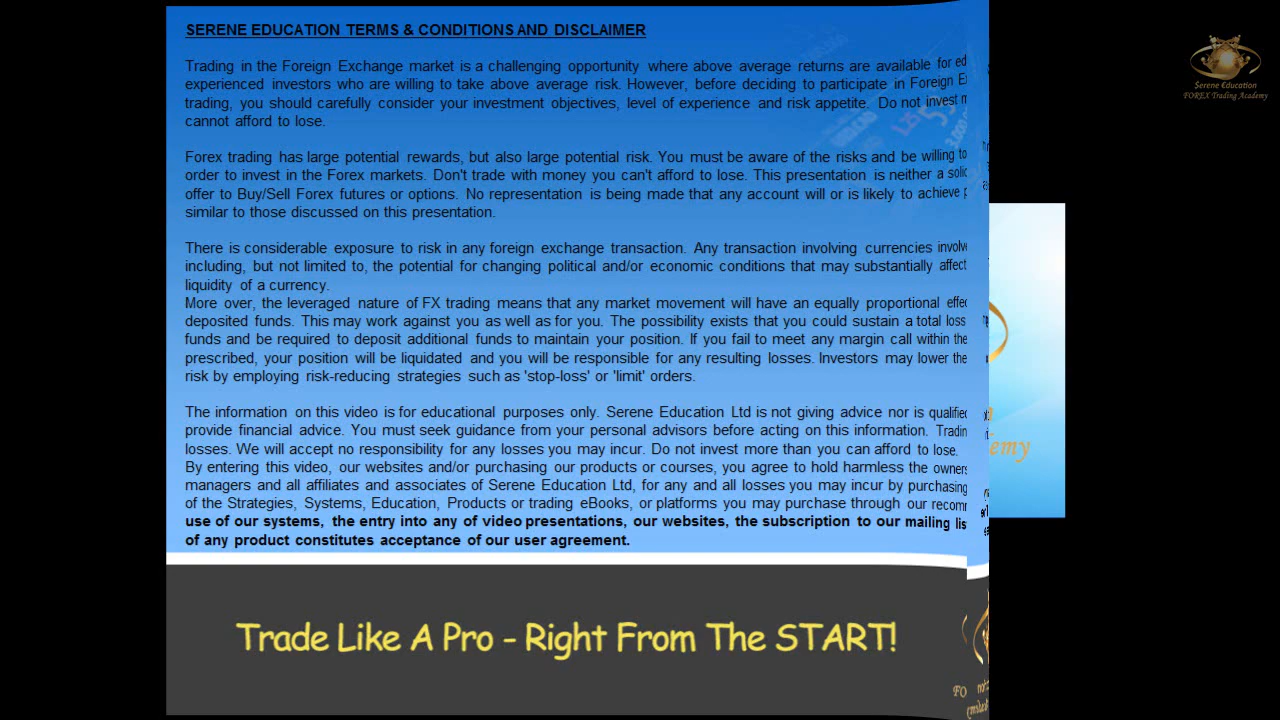 SERENE EDUCATION TERMS & CONDITIONS AND DISCLAIMER
Trading in the Foreign Exchange market is a challenging opportunity where above average returns are available for ed
experienced investors who are willing to take above average risk. However, before deciding to participate in Foreign E
trading, you should carefully consider your investment objectives, level of experience and risk appetite. Do not invest m
cannot afford to lose.
Forex trading has large potential rewards, but also large potential risk. You must be aware of the risks and be willing to
order to invest in the Forex markets. Don't trade with money you can't afford to lose. This presentation is neither a solic
offer to Buy/Sell Forex futures or options. No representation is being made that any account will or is likely to achieve p
similar to those discussed on this presentation.
There is considerable exposure to risk in any foreign exchange transaction. Any transaction involving currencies involve
including, but not limited to, the potential for changing political and/or economic conditions that may substantially affect
liquidity of a currency.
More over, the leveraged nature of FX trading means that any market movement will have an equally proportional effec
deposited funds. This may work against you as well as for you. The possibility exists that you could sustain a total loss
funds and be required to deposit additional funds to maintain your position. If you fail to meet any margin call within the
prescribed, your position will be liquidated and you will be responsible for any resulting losses. Investors may lower the
risk by employing risk-reducing strategies such as 'stop-loss' or 'limit' orders.
The information on this video is for educational purposes only. Serene Education Ltd is not giving advice nor is qualified
provide financial advice. You must seek guidance from your personal advisors before acting on this information. Tradin
losses. We will accept no responsibility for any losses you may incur. Do not invest more than you can afford to lose.
By entering this video, our websites and/or purchasing our products or courses, you agree to hold harmless the owners
managers and all affiliates and associates of Serene Education Ltd, for any and all losses you may incur by purchasing
of the Strategies, Systems, Education, Products or trading eBooks, or platforms you may purchase through our recom
use of our systems, the entry into any of video presentations, our websites, the subscription to our mailing lis
of any product constitutes acceptance of our user agreement.
Trade Like A Pro - Right From The START!
Serene Education
FOREX Trading Academy
emy
FO